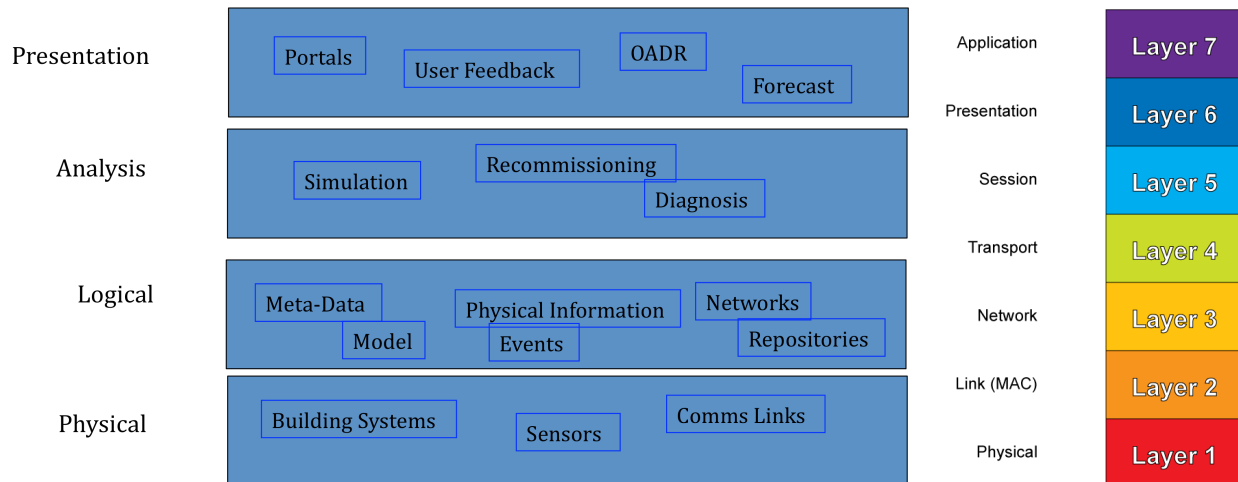 Presentation
Portals
User Feedback
OADR
Forecast
Analysis
Simulation
Recommissioning
Diagnosis
Logical
Meta-Data
Model
Physical Information
Events
Networks
Repositories
Physical
Building Systems
Sensors
Comms Links
Application
Layer 7
Presentation
Layer 6
Session
Layer 5
Transport
Layer 4
Network
Layer 3
Link (MAC)
Layer 2
Physical
Layer 1